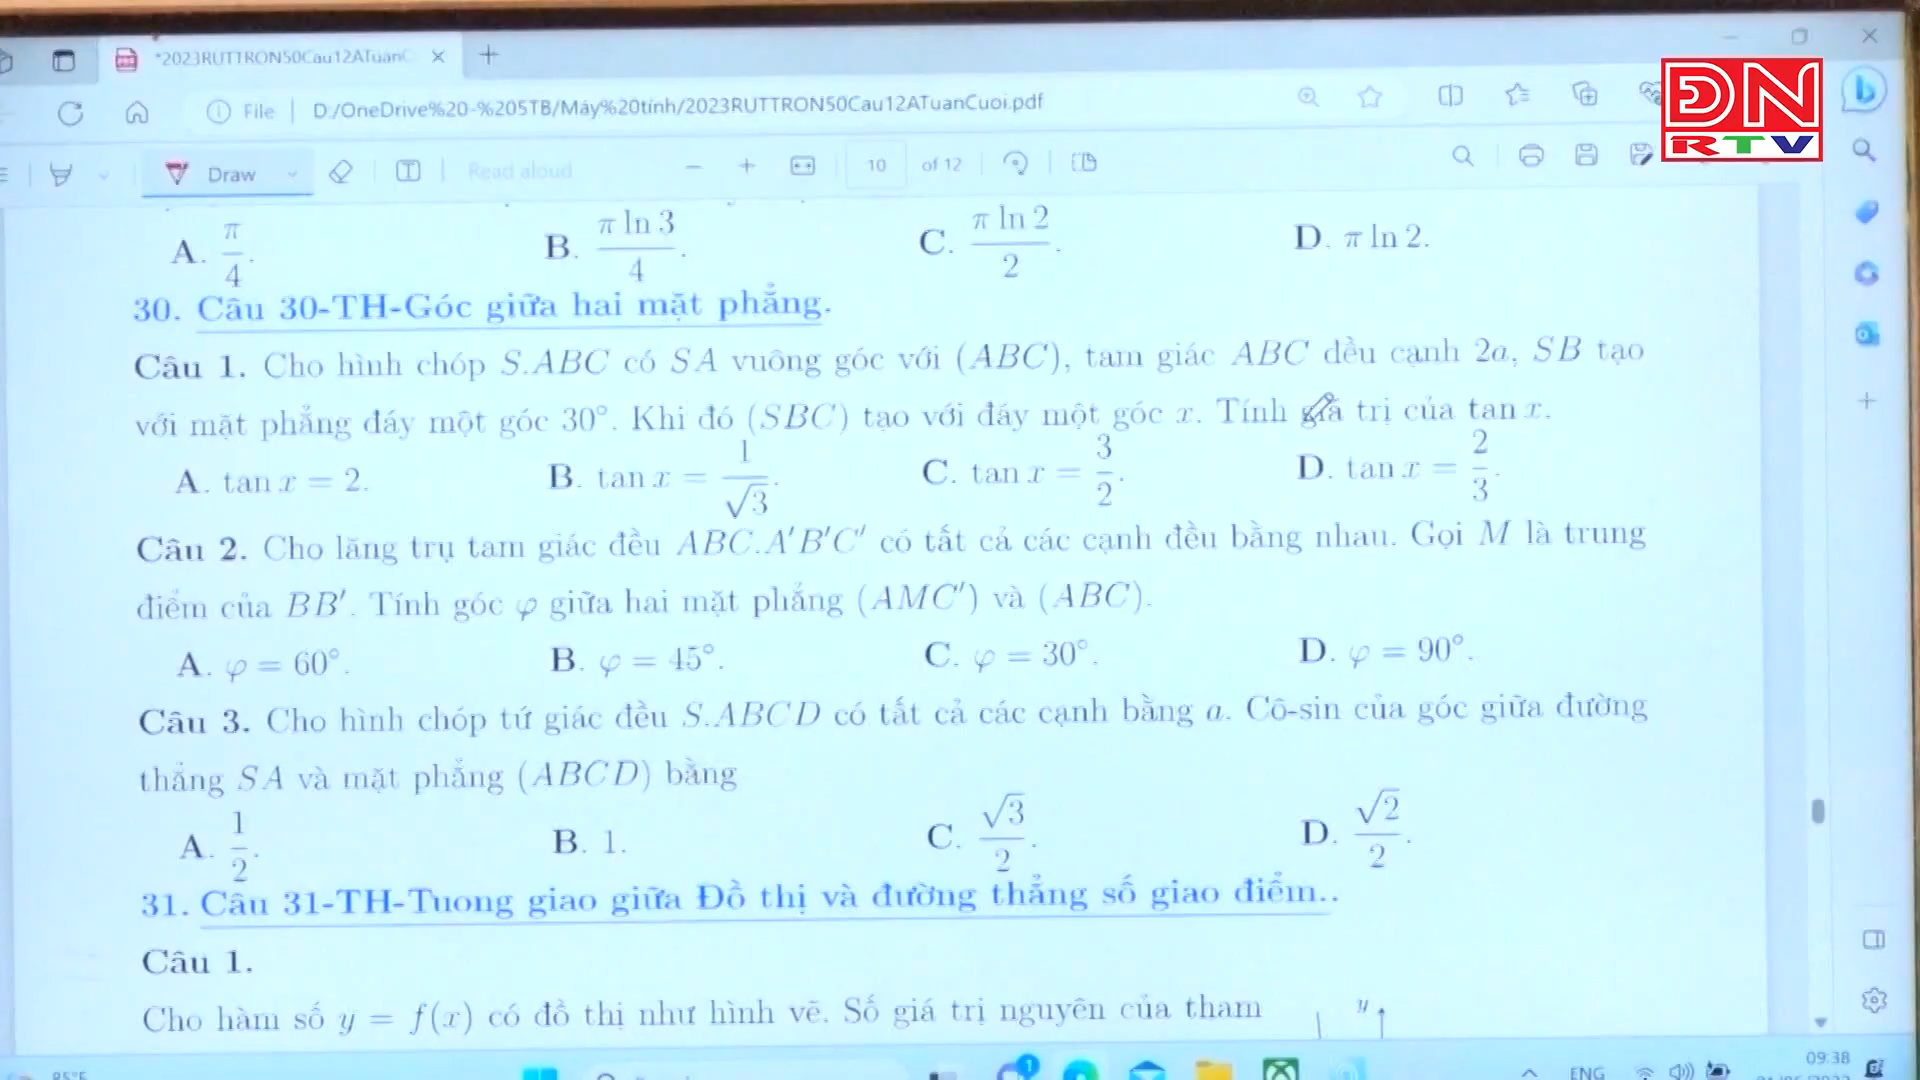 *2023RUTTRON50Cau12ATuanC
File | D:/OneDrive%20-%205TB/Máy%20tính/2023RUTTRON50Cau12ATuanCuoi.pdf
ĐN
RTV
Draw
Read aloud
10 of 12
A. π/4. B. π ln 3/4. C. π ln 2/2. D. π ln 2.
30. Câu 30-TH-Góc giữa hai mặt phẳng.
Câu 1. Cho hình chóp S.ABC có SA vuông góc với (ABC), tam giác ABC đều cạnh 2a, SB tạo
với mặt phẳng đáy một góc 30°. Khi đó (SBC) tạo với đáy một góc x. Tính giá trị của tan x.
A. tan x = 2. B. tan x = 1/√3. C. tan x = 3/2. D. tan x = 2/3.
Câu 2. Cho lăng trụ tam giác đều ABC.A′B′C′ có tất cả các cạnh đều bằng nhau. Gọi M là trung
điểm của BB′. Tính góc φ giữa hai mặt phẳng (AMC′) và (ABC).
A. φ = 60°. B. φ = 45°. C. φ = 30°. D. φ = 90°.
Câu 3. Cho hình chóp tứ giác đều S.ABCD có tất cả các cạnh bằng a. Cô-sin của góc giữa đường
thẳng SA và mặt phẳng (ABCD) bằng
A. 1/2. B. 1. C. √3/2. D. √2/2.
31. Câu 31-TH-Tuong giao giữa Đồ thị và đường thẳng số giao điểm..
Câu 1.
Cho hàm số y = f(x) có đồ thị như hình vẽ. Số giá trị nguyên của tham
y
85°F
1
ENG
09:38